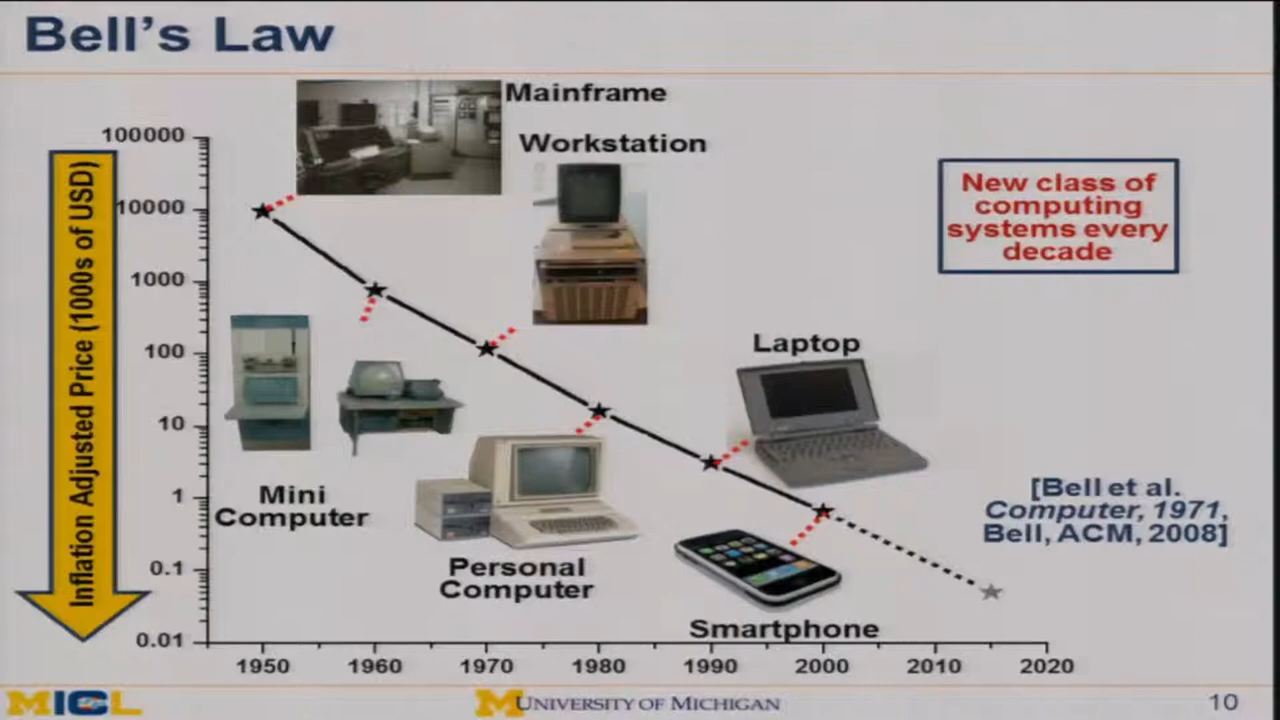 Bell's Law
Mainframe
Workstation
New class of
computing
systems every
decade
Inflation Adjusted Price (1000s of USD)
100000
10000
1000
100
10
1
0.1
0.01
Laptop
Mini
Computer
Personal
Computer
Smartphone
[Bell et al.
Computer, 1971,
Bell, ACM, 2008]
1950 1960 1970 1980 1990 2000 2010 2020
MICL
M UNIVERSITY OF MICHIGAN
10